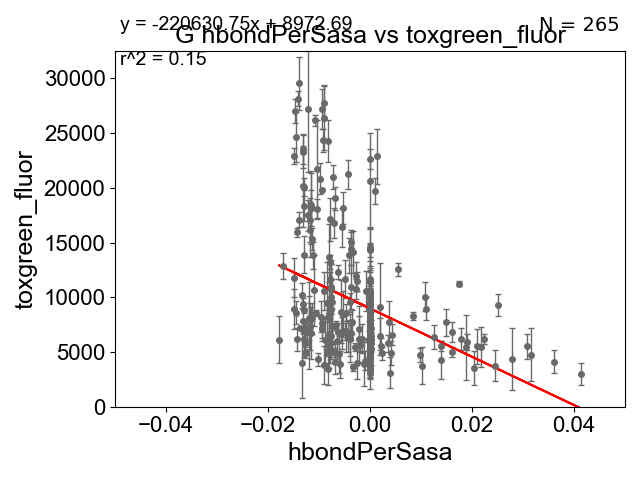 y = -220630.75x + 8972.69
N = 265
G hbondPerSasa vs toxgreen_fluor
r^2 = 0.15
toxgreen_fluor
30000
25000
20000
15000
10000
5000
0
−0.04 −0.02 0.00 0.02 0.04
hbondPerSasa